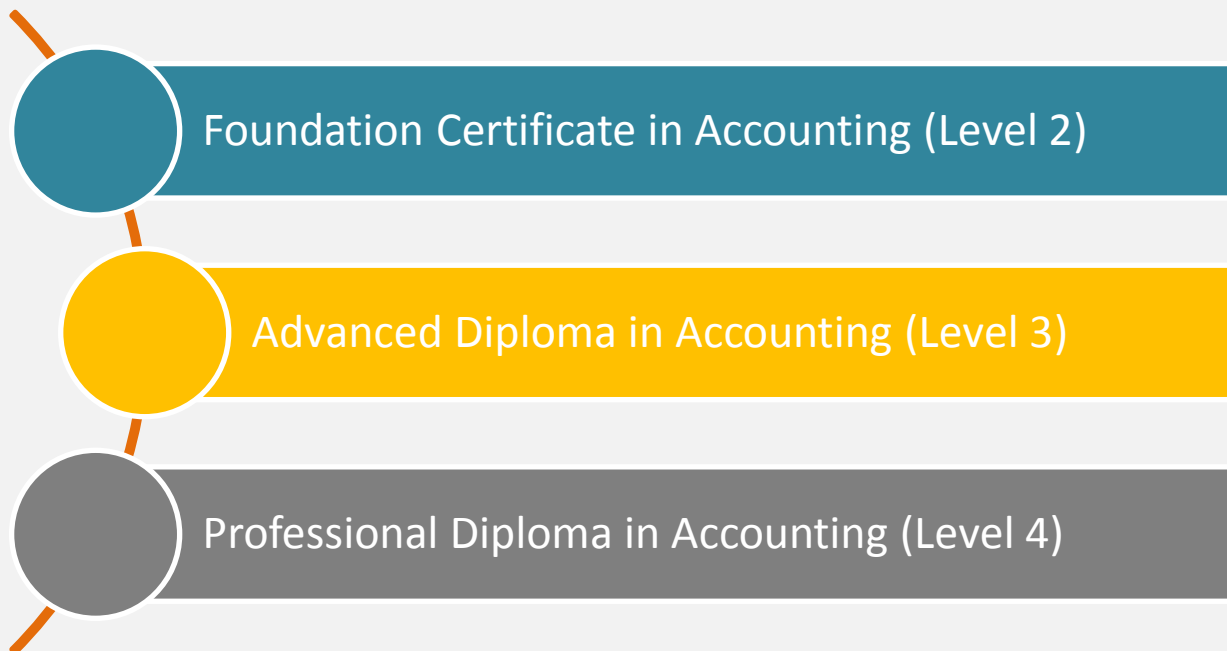 Foundation Certificate in Accounting (Level 2)
Advanced Diploma in Accounting (Level 3)
Professional Diploma in Accounting (Level 4)